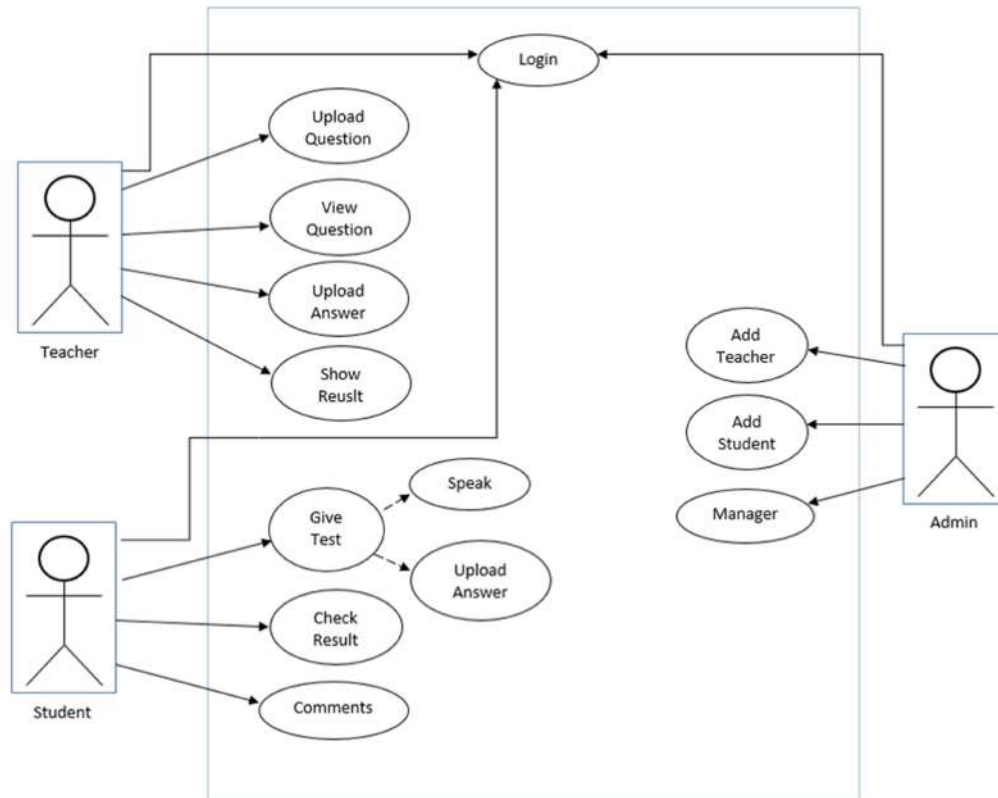 Login
Upload
Question
View
Question
Upload
Answer
Show
Reuslt
Teacher
Add
Teacher
Add
Student
Manager
Admin
Speak
Give
Test
Upload
Answer
Check
Result
Comments
Student